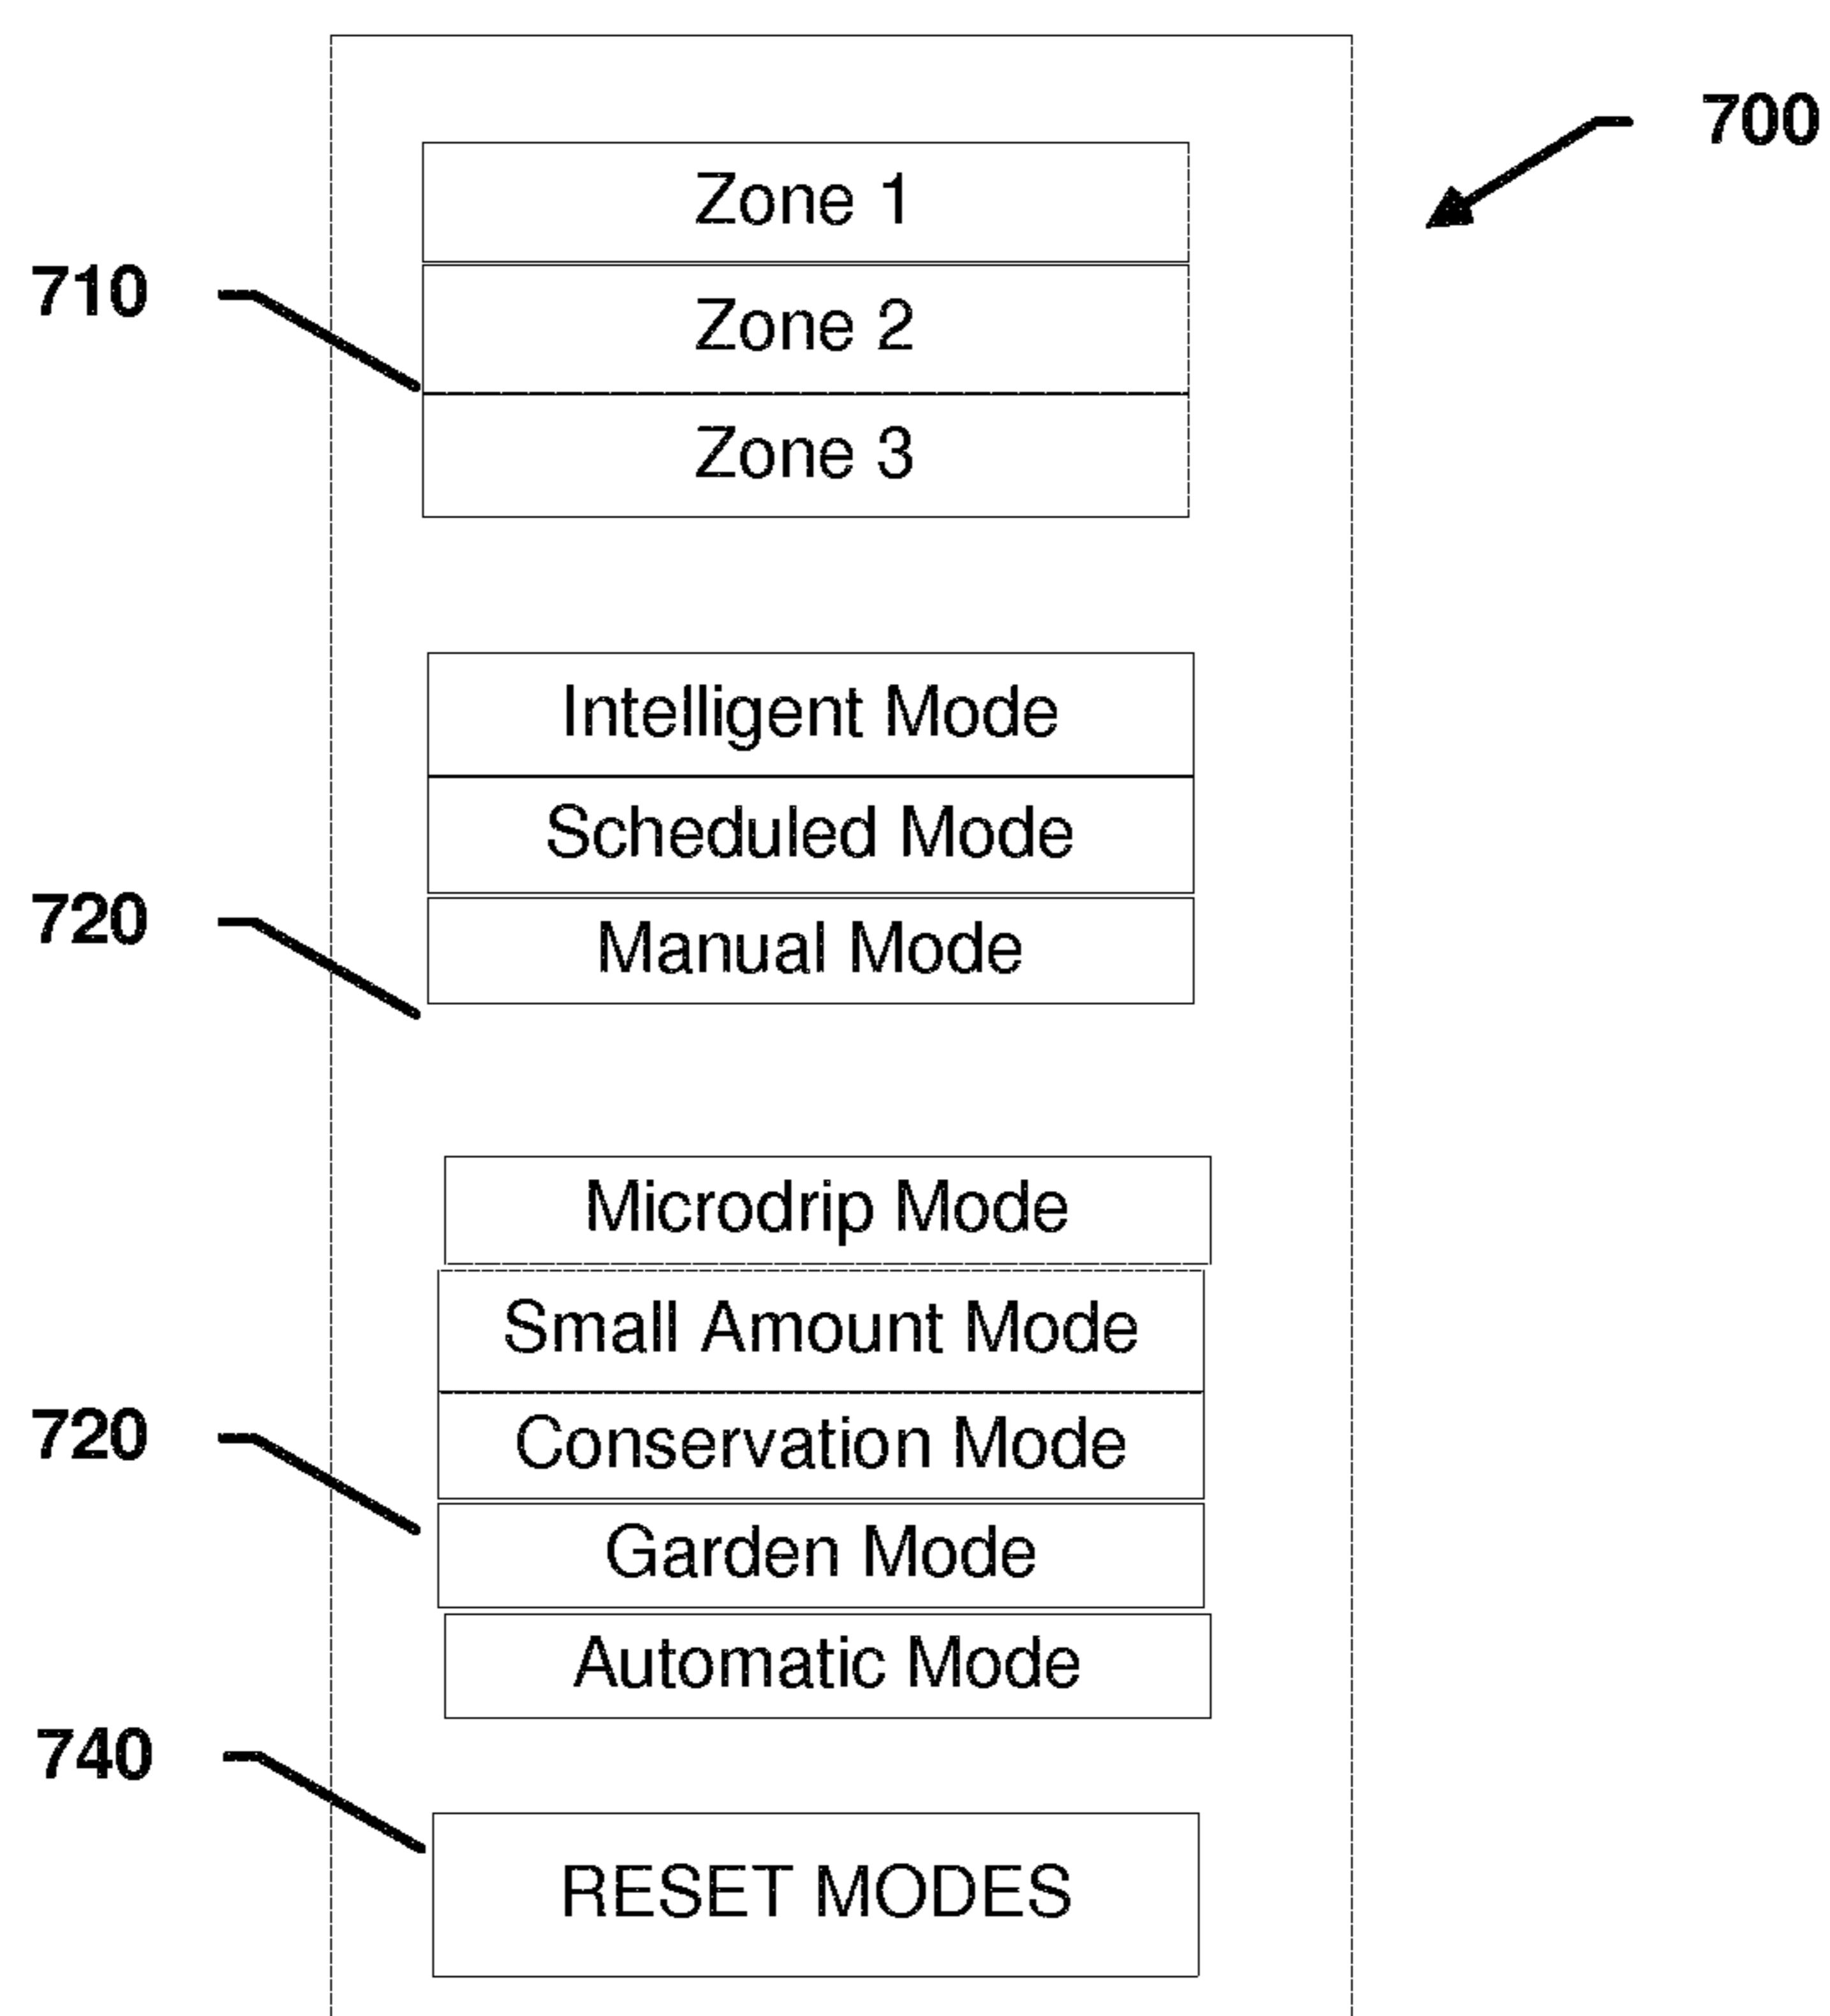 700
Zone 1
710
Zone 2
Zone 3
Intelligent Mode
Scheduled Mode
720
Manual Mode
Microdrip Mode
Small Amount Mode
720
Conservation Mode
Garden Mode
Automatic Mode
740
RESET MODES